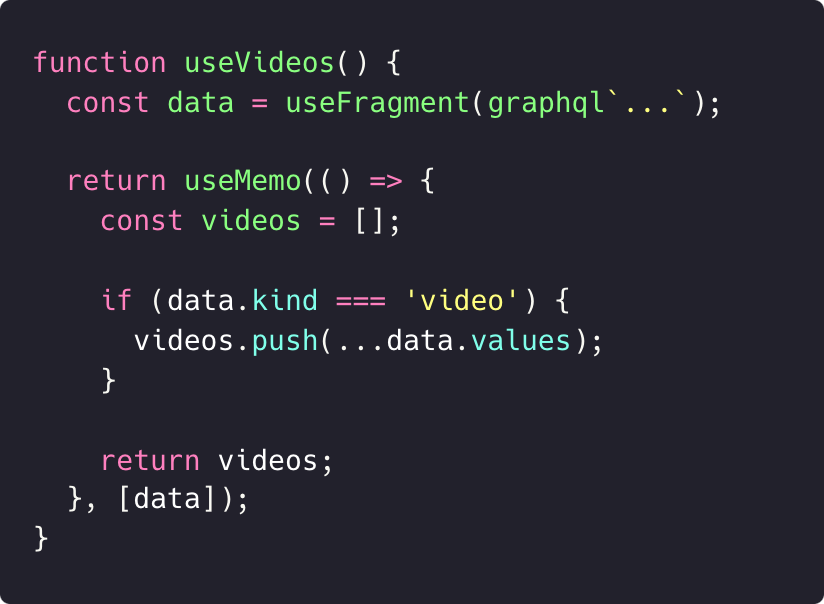 function useVideos() {
  const data = useFragment(graphql`...`);

  return useMemo(() => {
    const videos = [];

    if (data.kind === 'video') {
      videos.push(...data.values);
    }

    return videos;
  }, [data]);
}